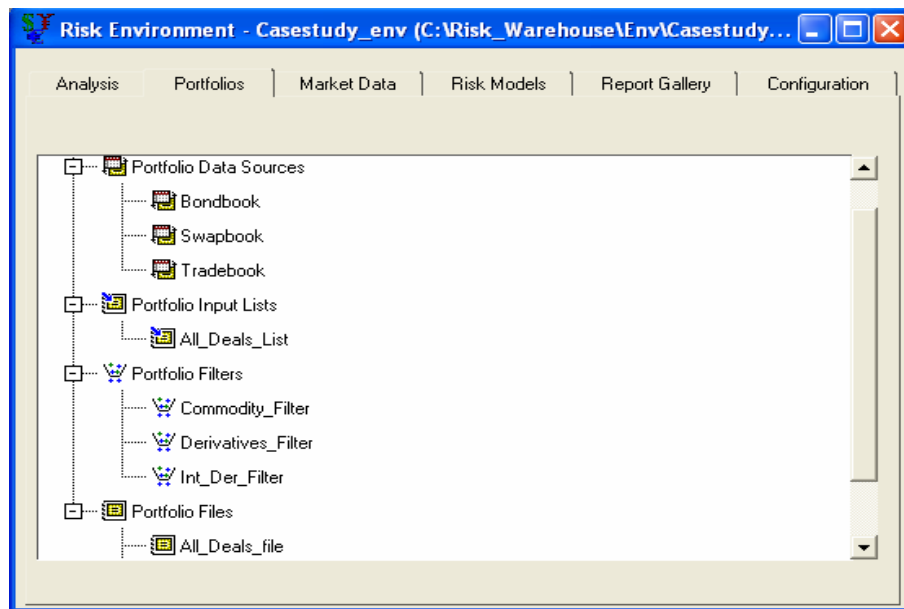 Risk Environment - Casestudy_env (C:\Risk_Warehouse\Env\Casestudy...
Analysis Portfolios Market Data Risk Models Report Gallery Configuration
Portfolio Data Sources
Bondbook
Swapbook
Tradebook
Portfolio Input Lists
All_Deals_List
Portfolio Filters
Commodity_Filter
Derivatives_Filter
Int_Der_Filter
Portfolio Files
All_Deals_file